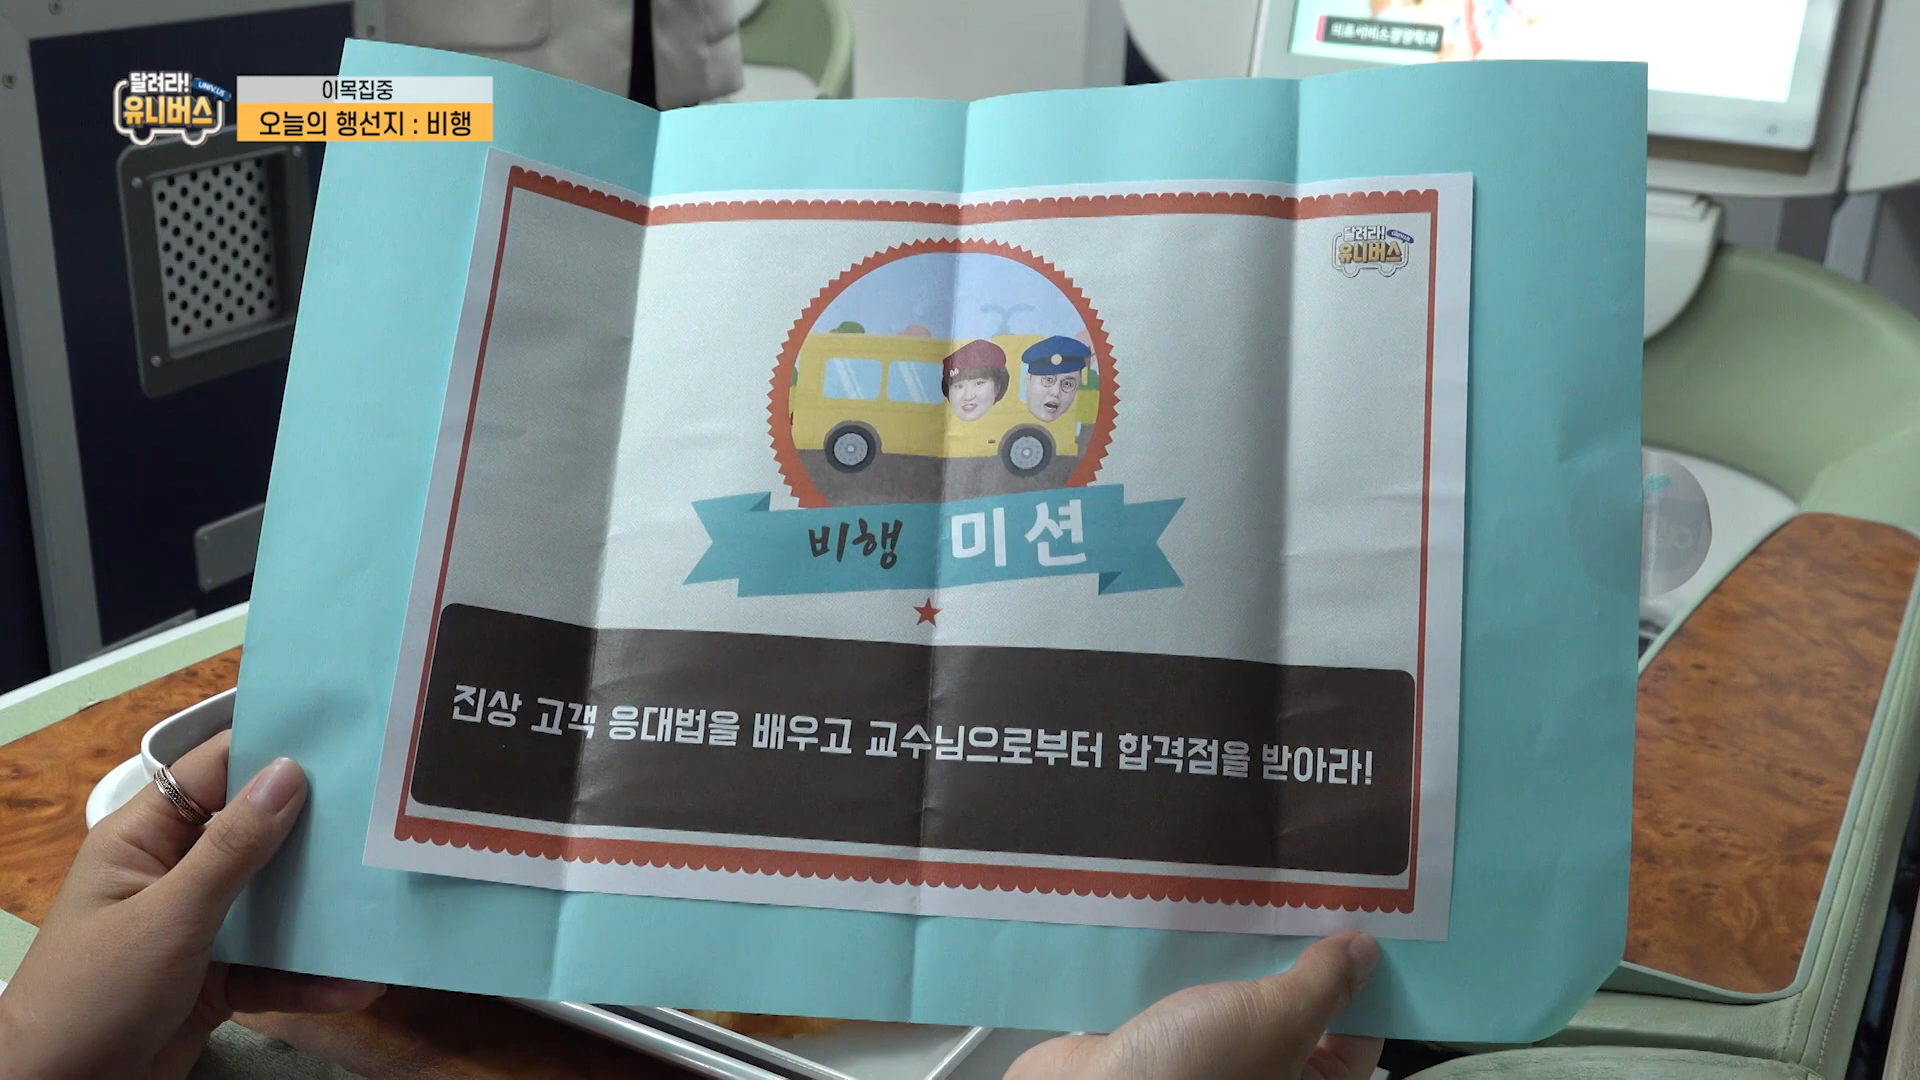 달려라!
UNIV.US
유니버스
이목집중
오늘의 행선지 : 비행
달려라!
유니버스
비행 미션
진상 고객 응대법을 배우고 교수님으로부터 합격점을 받아라!